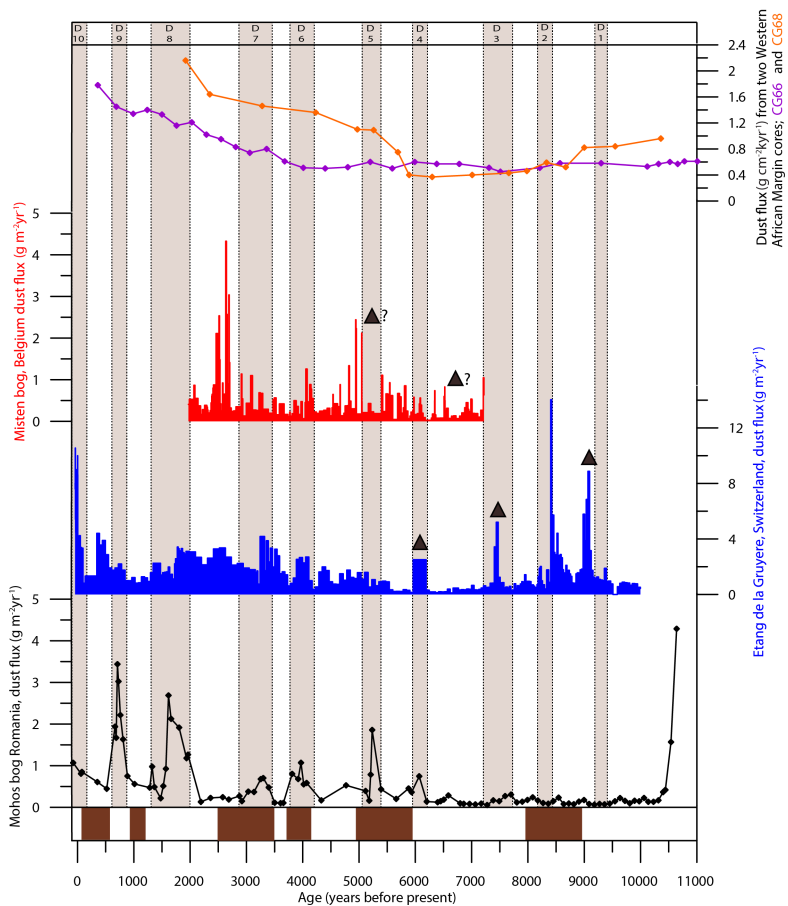 D D D D D D D D D D
10 9 8 7 6 5 4 3 2 1
2.4
2
1.6
1.2
0.8
0.4
0
Dust flux (g cm⁻²kyr⁻¹) from two Western
African Margin cores; CG66 and CG68
5
4
3
2
1
0
Misten bog, Belgium dust flux (g m⁻²yr⁻¹)
?
?
12
8
4
0
Etang de la Gruyere, Switzerland, dust flux (g m⁻²yr⁻¹)
5
4
3
2
1
0
Mohos bog Romania, dust flux (g m⁻²yr⁻¹)
0 1000 2000 3000 4000 5000 6000 7000 8000 9000 10000 11000
Age (years before present)